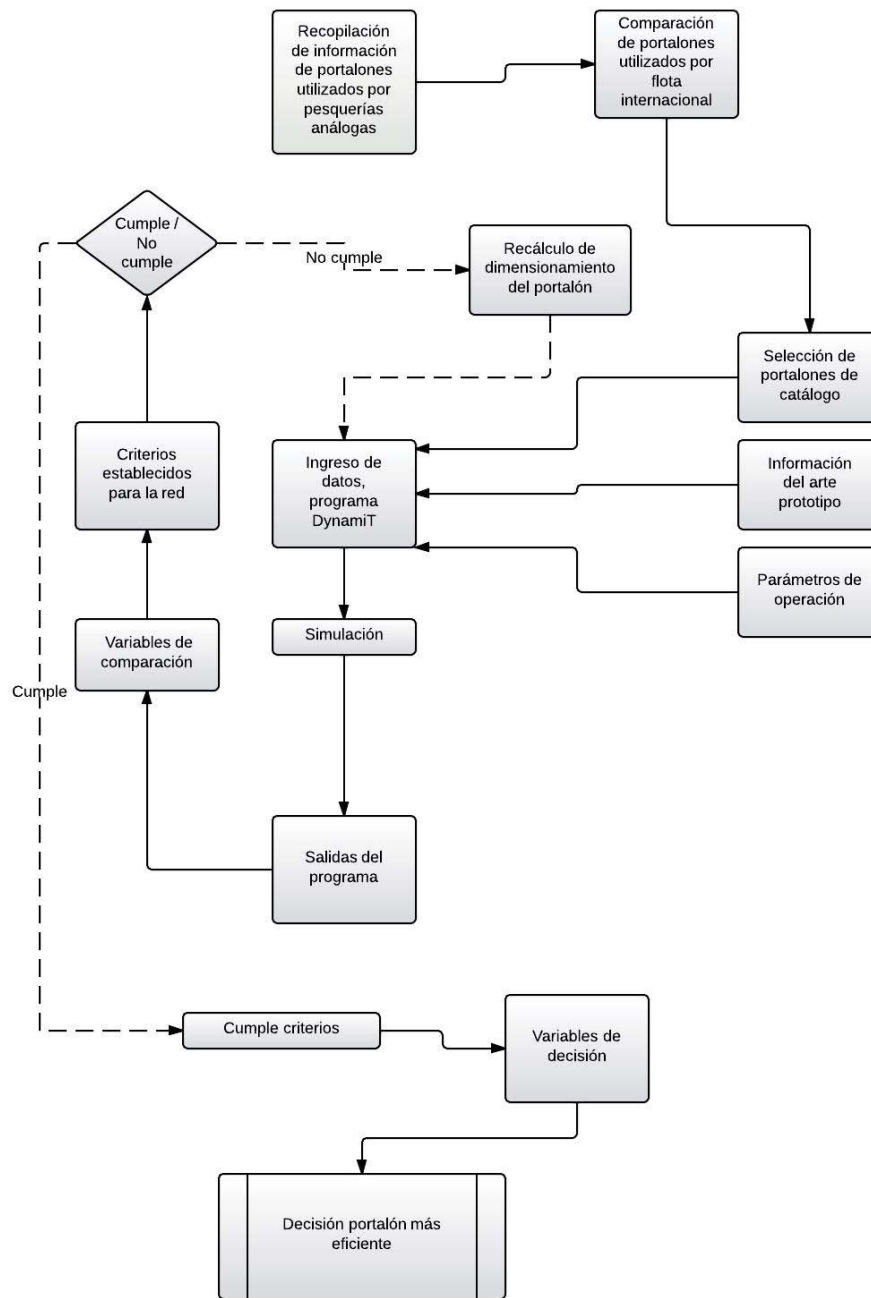 Recopilación
de información
de portalones
utilizados por
pesquerías
análogas
Comparación
de portalones
utilizados por
flota
internacional
Cumple /
No
cumple
No cumple
Recálculo de
dimensionamiento
del portalón
Selección de
portalones de
catálogo
Criterios
establecidos
para la red
Ingreso de
datos,
programa
DynamiT
Información
del arte
prototipo
Parámetros de
operación
Variables de
comparación
Simulación
Cumple
Salidas del
programa
Cumple criterios
Variables de
decisión
Decisión portalón más
eficiente